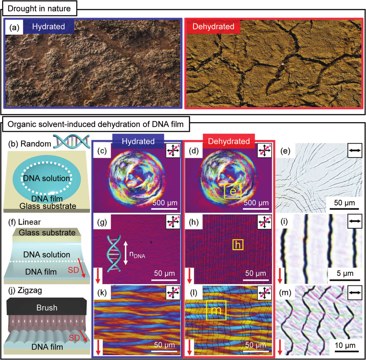 Drought in nature
(a) Hydrated
Dehydrated
Organic solvent-induced dehydration of DNA film
Hydrated
Dehydrated
(b) Random
DNA solution
DNA film
Glass substrate
(c)
500 μm
(d)
e
500 μm
(e)
50 μm
(f) Linear
Glass substrate
DNA solution
DNA film
SD
(g)
nDNA
50 μm
(h)
h
50 μm
(i)
5 μm
(j) Zigzag
Brush
DNA film
SD
(k)
50 μm
(l)
m
50 μm
(m)
10 μm